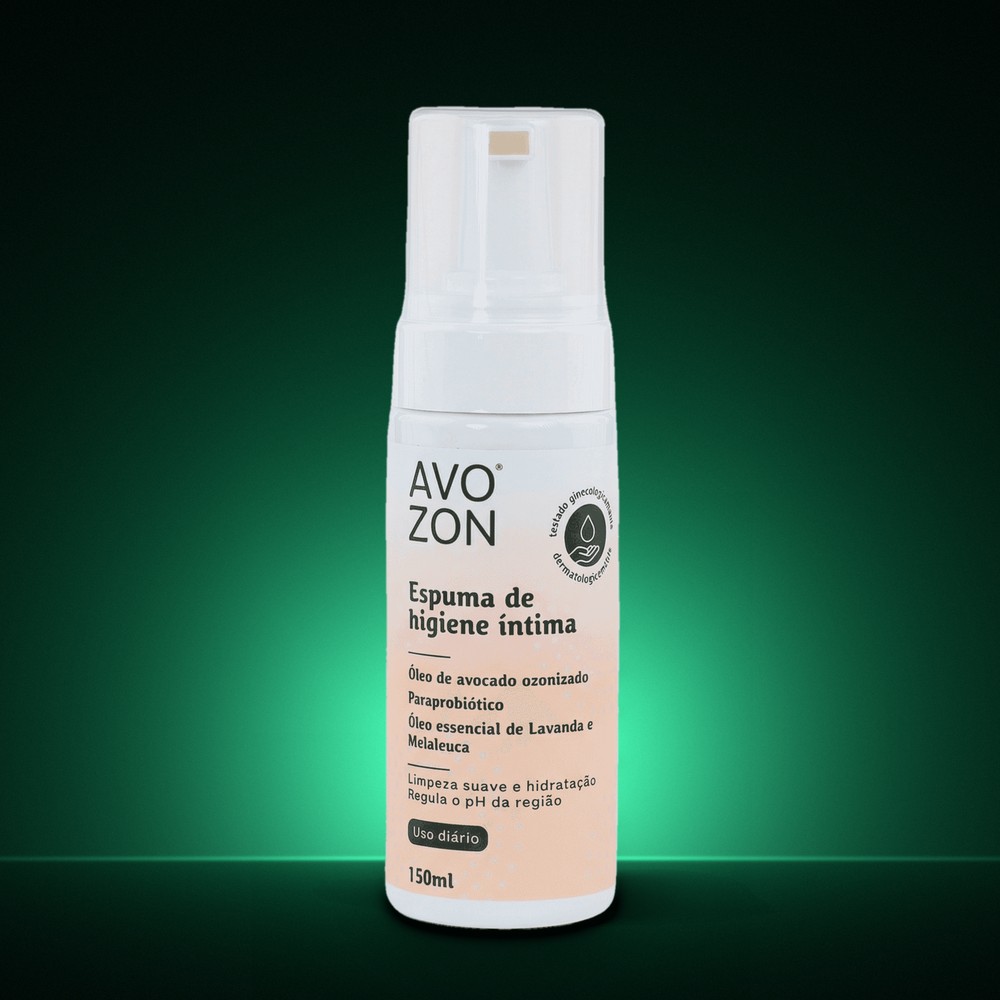 AVO®
ZON
testado ginecologicamente
dermatologicamente
Espuma de
higiene íntima
Óleo de avocado ozonizado
Paraprobiótico
Óleo essencial de Lavanda e
Melaleuca
Limpeza suave e hidratação
Regula o pH da região
Uso diário
150ml